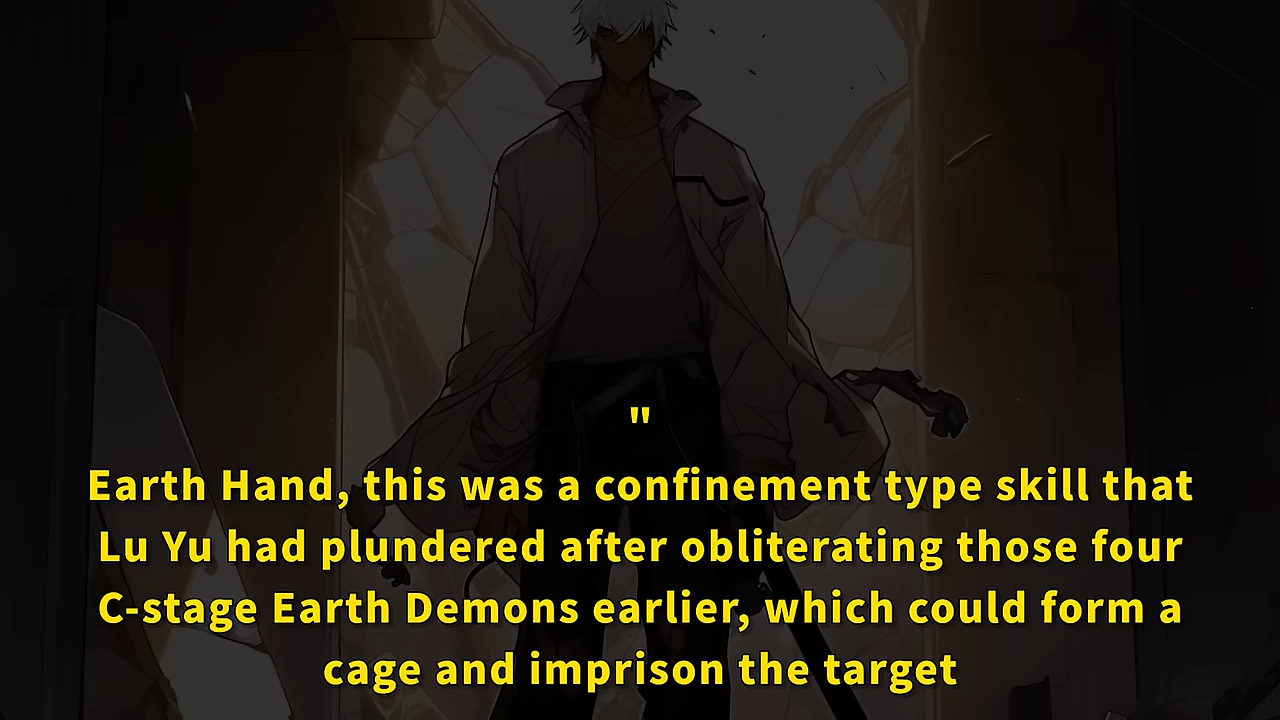 "
Earth Hand, this was a confinement type skill that
Lu Yu had plundered after obliterating those four
C-stage Earth Demons earlier, which could form a
cage and imprison the target